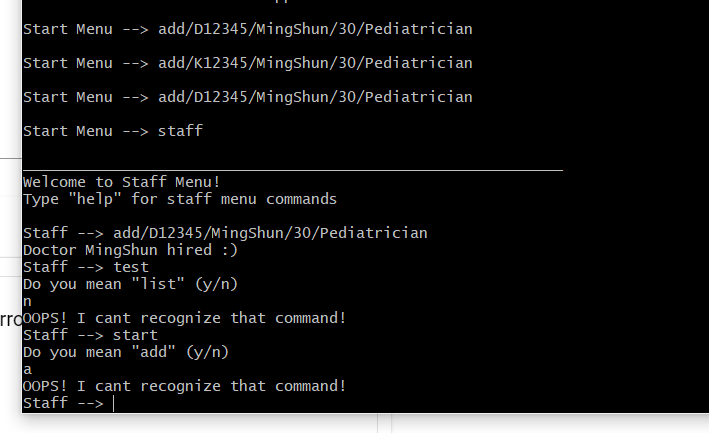 Start Menu --> add/D12345/MingShun/30/Pediatrician
Start Menu --> add/K12345/MingShun/30/Pediatrician
Start Menu --> add/D12345/MingShun/30/Pediatrician
Start Menu --> staff
Welcome to Staff Menu!
Type "help" for staff menu commands
Staff --> add/D12345/MingShun/30/Pediatrician
Doctor MingShun hired :)
Staff --> test
Do you mean "list" (y/n)
n
OOPS! I cant recognize that command!
Staff --> start
Do you mean "add" (y/n)
a
OOPS! I cant recognize that command!
Staff -->